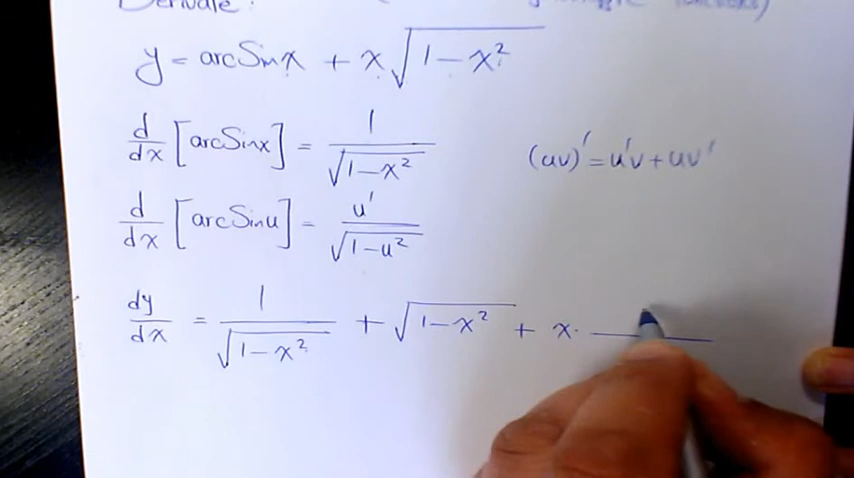 Derivate:
y = arcSinx + x√(1-x²)
d/dx [arcSinx] = 1/√(1-x²)
(uv)' = u'v + uv'
d/dx [arcSinu] = u'/√(1-u²)
dy/dx = 1/√(1-x²) + √(1-x²) + x·